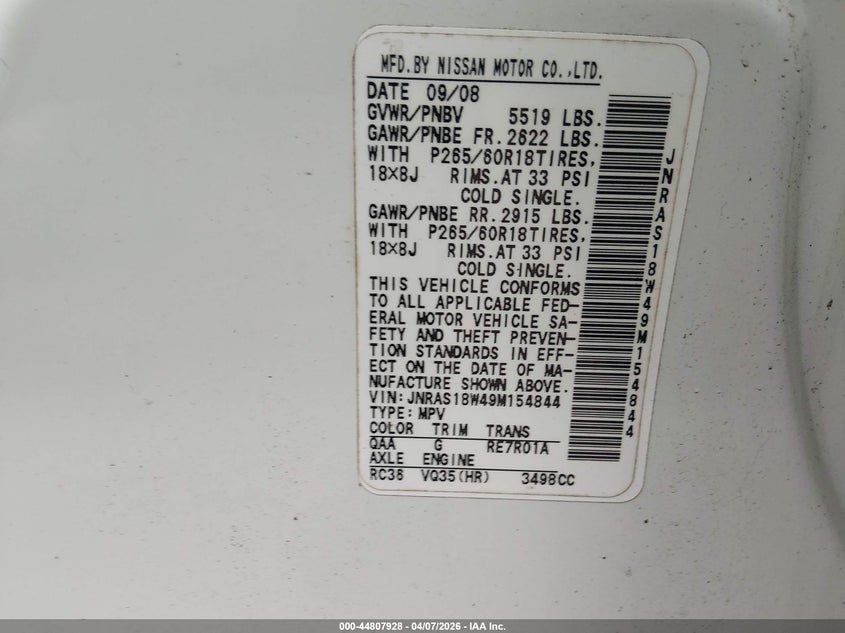 MFD.BY NISSAN MOTOR CO.,LTD.
DATE 09/08
GVWR/PNBV 5519 LBS.
GAWR/PNBE FR. 2622 LBS.
WITH P265/60R18TIRES,
18×8J RIMS.AT 33 PSI
COLD SINGLE.
GAWR/PNBE RR. 2915 LBS.
WITH P265/60R18TIRES,
18×8J RIMS.AT 33 PSI
COLD SINGLE.
THIS VEHICLE CONFORMS
TO ALL APPLICABLE FED-
ERAL MOTOR VEHICLE SA-
FETY AND THEFT PREVEN-
TION STANDARDS IN EFF-
ECT ON THE DATE OF MA-
NUFACTURE SHOWN ABOVE.
VIN:JNRAS18W49M154844
TYPE:MPV
COLOR TRIM TRANS
QAA G RE7R01A
AXLE ENGINE
RC36 VQ35(HR) 3498CC
JNRAS18W49M154844
000-44807928 - 04/07/2026 - IAA Inc.